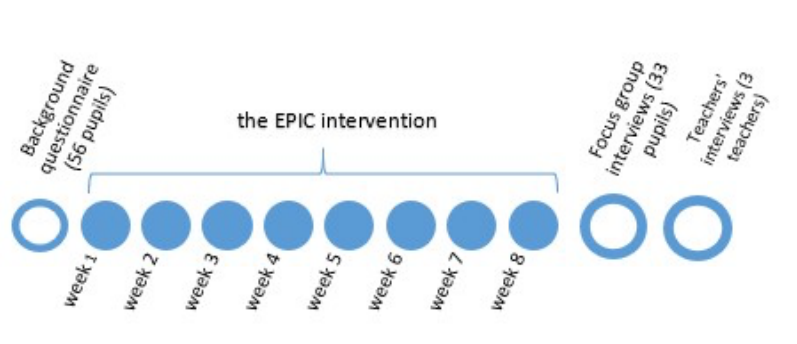 Background
questionnaire
(56 pupils)
the EPIC intervention
Focus group
interviews (33
pupils)
Teachers'
interviews (3
teachers)
week 1
week 2
week 3
week 4
week 5
week 6
week 7
week 8